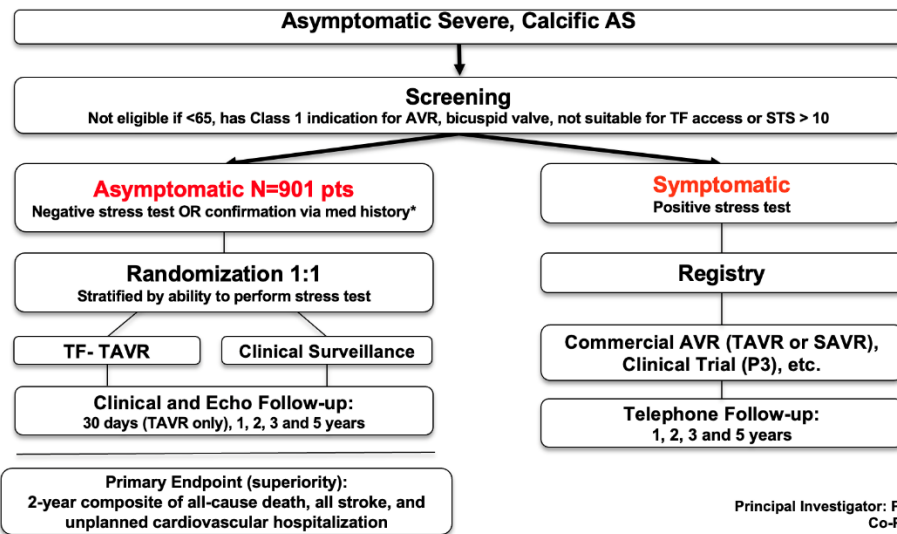 Asymptomatic Severe, Calcific AS
Screening
Not eligible if <65, has Class 1 indication for AVR, bicuspid valve, not suitable for TF access or STS > 10
Asymptomatic N=901 pts
Negative stress test OR confirmation via med history*
Symptomatic
Positive stress test
Randomization 1:1
Stratified by ability to perform stress test
Registry
TF- TAVR
Clinical Surveillance
Commercial AVR (TAVR or SAVR),
Clinical Trial (P3), etc.
Clinical and Echo Follow-up:
30 days (TAVR only), 1, 2, 3 and 5 years
Telephone Follow-up:
1, 2, 3 and 5 years
Primary Endpoint (superiority):
2-year composite of all-cause death, all stroke, and
unplanned cardiovascular hospitalization
Principal Investigator: